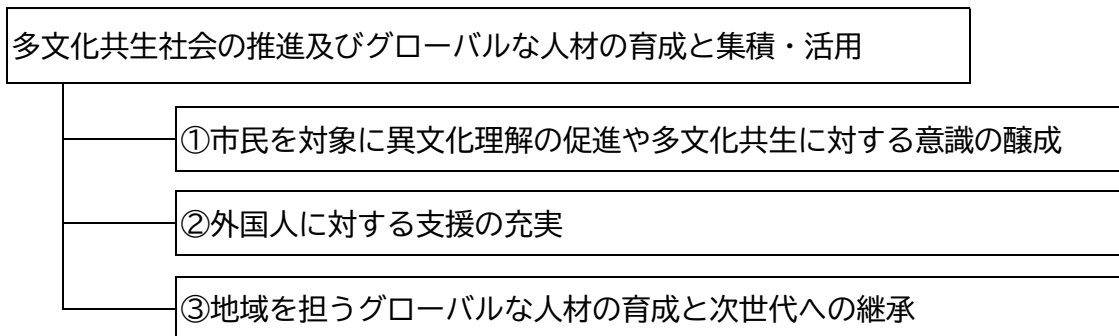 多文化共生社会の推進及びグローバルな人材の育成と集積・活用
①市民を対象に異文化理解の促進や多文化共生に対する意識の醸成
②外国人に対する支援の充実
③地域を担うグローバルな人材の育成と次世代への継承